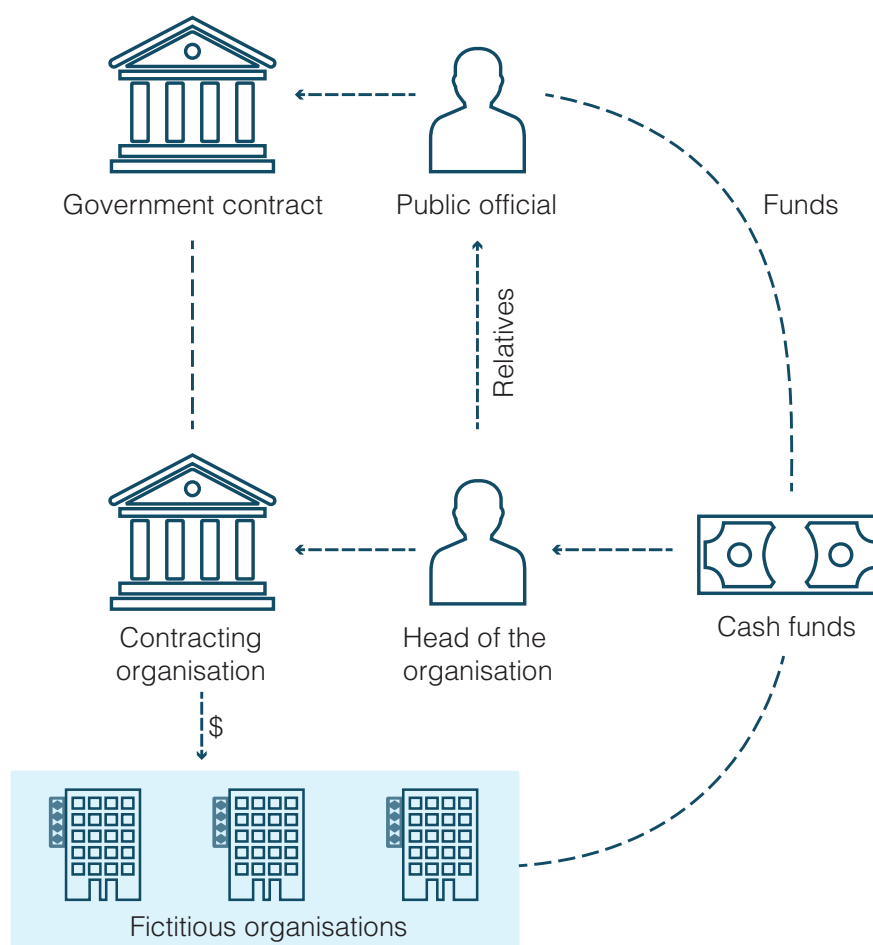 Government contract
Public official
Funds
Relatives
Contracting
organisation
Head of the
organisation
Cash funds
$
Fictitious organisations